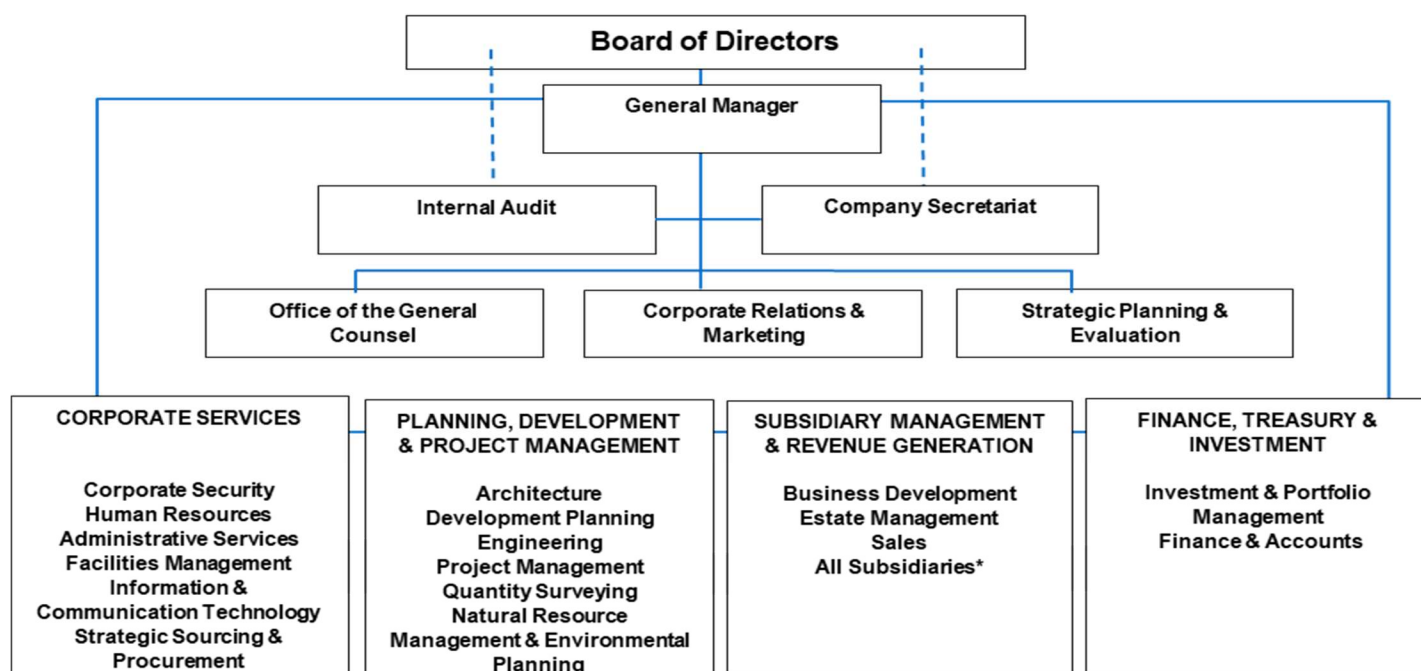 Board of Directors
General Manager
Internal Audit
Company Secretariat
Office of the General
Counsel
Corporate Relations &
Marketing
Strategic Planning &
Evaluation
CORPORATE SERVICES
Corporate Security
Human Resources
Administrative Services
Facilities Management
Information &
Communication Technology
Strategic Sourcing &
Procurement
PLANNING, DEVELOPMENT
& PROJECT MANAGEMENT
Architecture
Development Planning
Engineering
Project Management
Quantity Surveying
Natural Resource
Management & Environmental
Planning
SUBSIDIARY MANAGEMENT
& REVENUE GENERATION
Business Development
Estate Management
Sales
All Subsidiaries*
FINANCE, TREASURY &
INVESTMENT
Investment & Portfolio
Management
Finance & Accounts